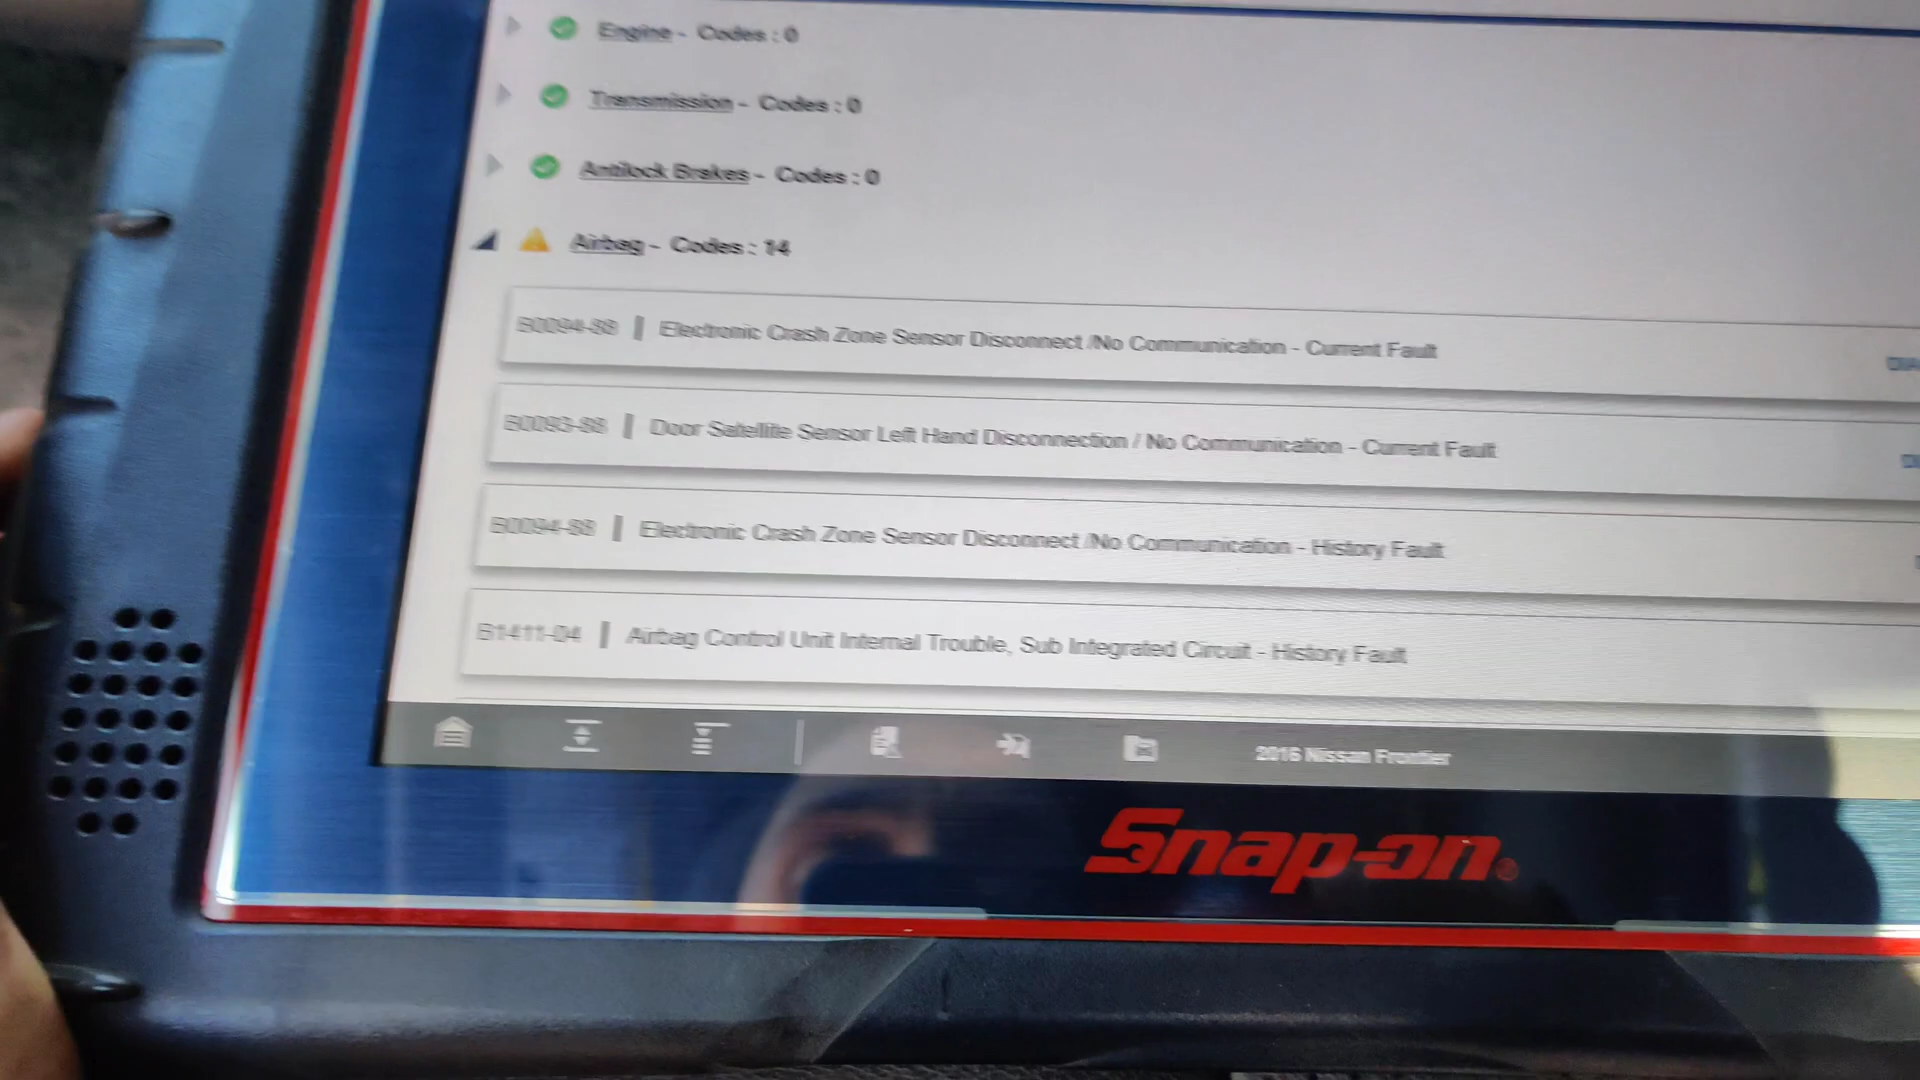 Engine - Codes : 0
Transmission - Codes : 0
Antilock Brakes - Codes : 0
Airbag - Codes : 14
B0094-88 | Electronic Crash Zone Sensor Disconnect /No Communication - Current Fault
B0093-88 | Door Satellite Sensor Left Hand Disconnection / No Communication - Current Fault
B0094-88 | Electronic Crash Zone Sensor Disconnect /No Communication - History Fault
B1411-04 | Airbag Control Unit Internal Trouble, Sub Integrated Circuit - History Fault
2016 Nissan Frontier
Snap-on®